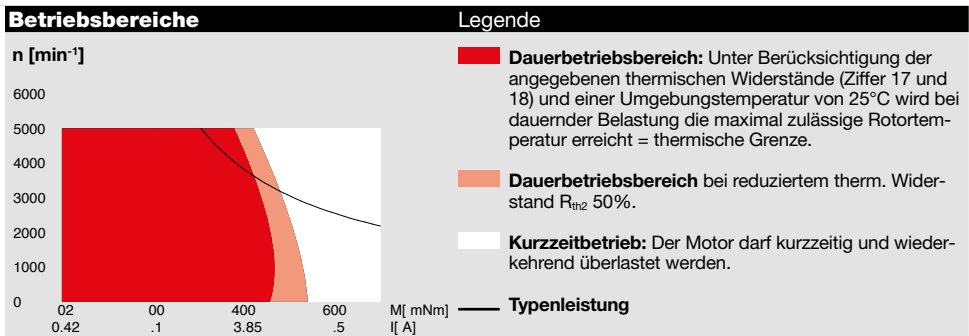 Betriebsbereiche
Legende
n [min-1]
6000
5000
4000
3000
2000
1000
0
02 00 400 600 M[ mNm]
0.42 .1 3.85 .5 I[ A]
Dauerbetriebsbereich: Unter Berücksichtigung der
angegebenen thermischen Widerstände (Ziffer 17 und
18) und einer Umgebungstemperatur von 25°C wird bei
dauernder Belastung die maximal zulässige Rotortem-
peratur erreicht = thermische Grenze.
Dauerbetriebsbereich bei reduziertem therm. Wider-
stand Rth2 50%.
Kurzzeitbetrieb: Der Motor darf kurzzeitig und wieder-
kehrend überlastet werden.
Typenleistung